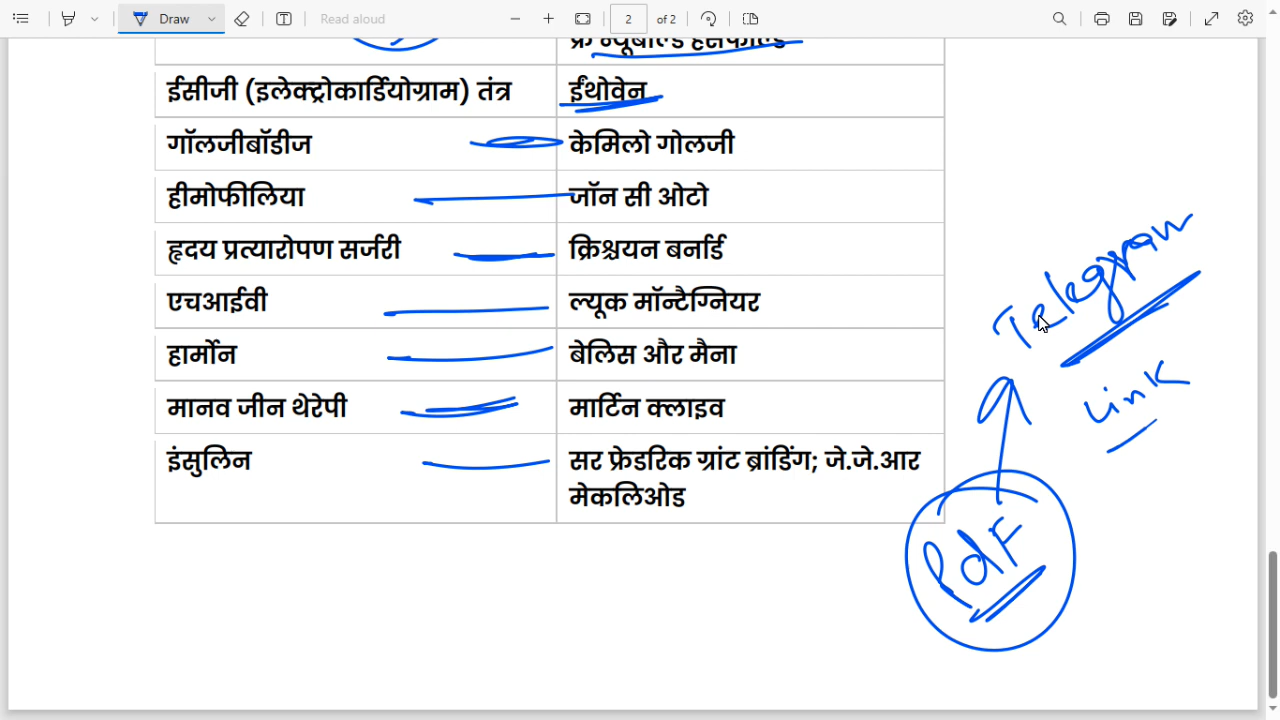 Draw
Read aloud
2 of 2
ईसीजी (इलेक्ट्रोकार्डियोग्राम) तंत्र ईंथोवेन
गॉलजीबॉडीज केमिलो गोलजी
हीमोफीलिया जॉन सी ओटो
हृदय प्रत्यारोपण सर्जरी क्रिश्चयन बर्नार्ड
एचआईवी ल्यूक मॉन्टैग्नियर
हार्मोन बेलिस और मैना
मानव जीन थेरेपी मार्टिन क्लाइव
इंसुलिन सर फ्रेडरिक ग्रांट ब्रांडिंग; जे.जे.आर
मेकलिओड
Telegram
Link
Pdf